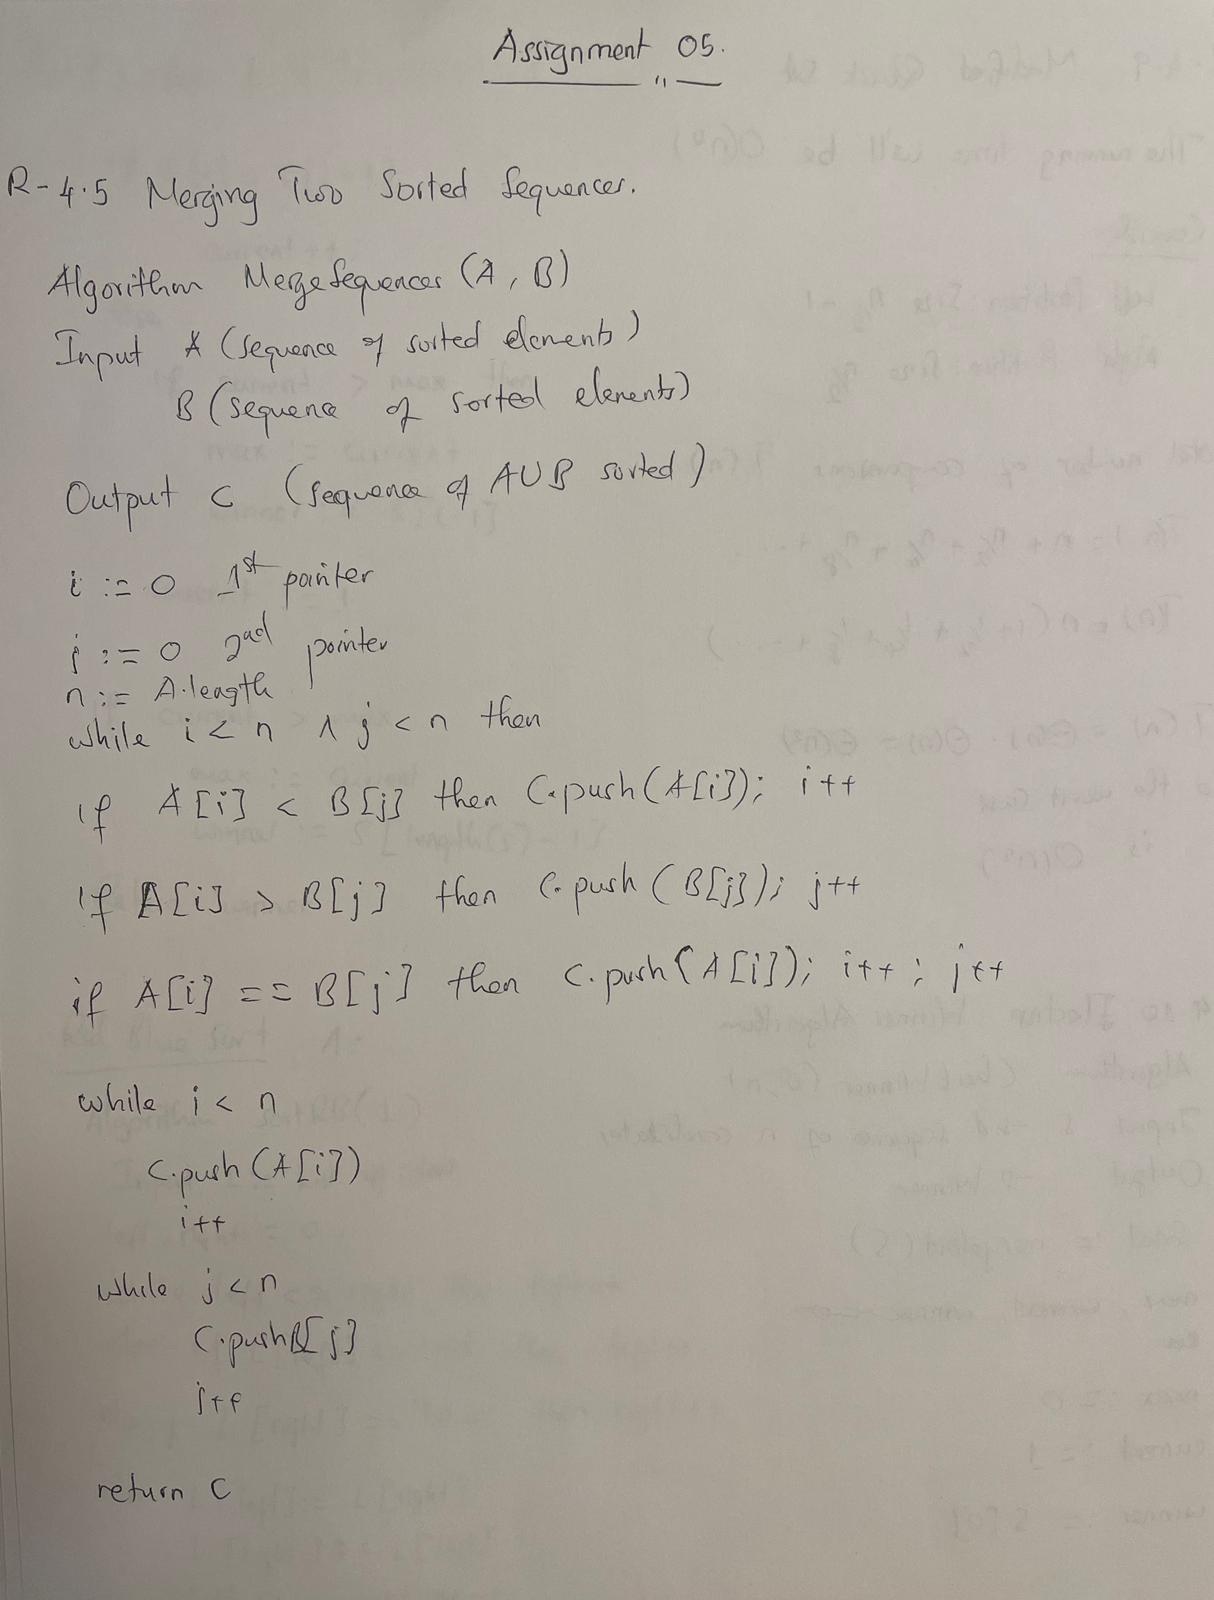 Assignment 05.
R-4.5 Merging Two Sorted Sequences.
Algorithm MergeSequences (A, B)
Input A (sequence of sorted elements)
B (sequence of sorted elements)
Output C (sequence of A∪B sorted)
i := 0 1st pointer
j := 0 2nd pointer
n := A.length
while i < n ∧ j < n then
if A[i] < B[j] then C.push(A[i]); i++
if A[i] > B[j] then C.push(B[j]); j++
if A[i] == B[j] then C.push(A[i]); i++; j++
while i < n
C.push(A[i])
i++
while j < n
C.pushB[j]
j++
return C